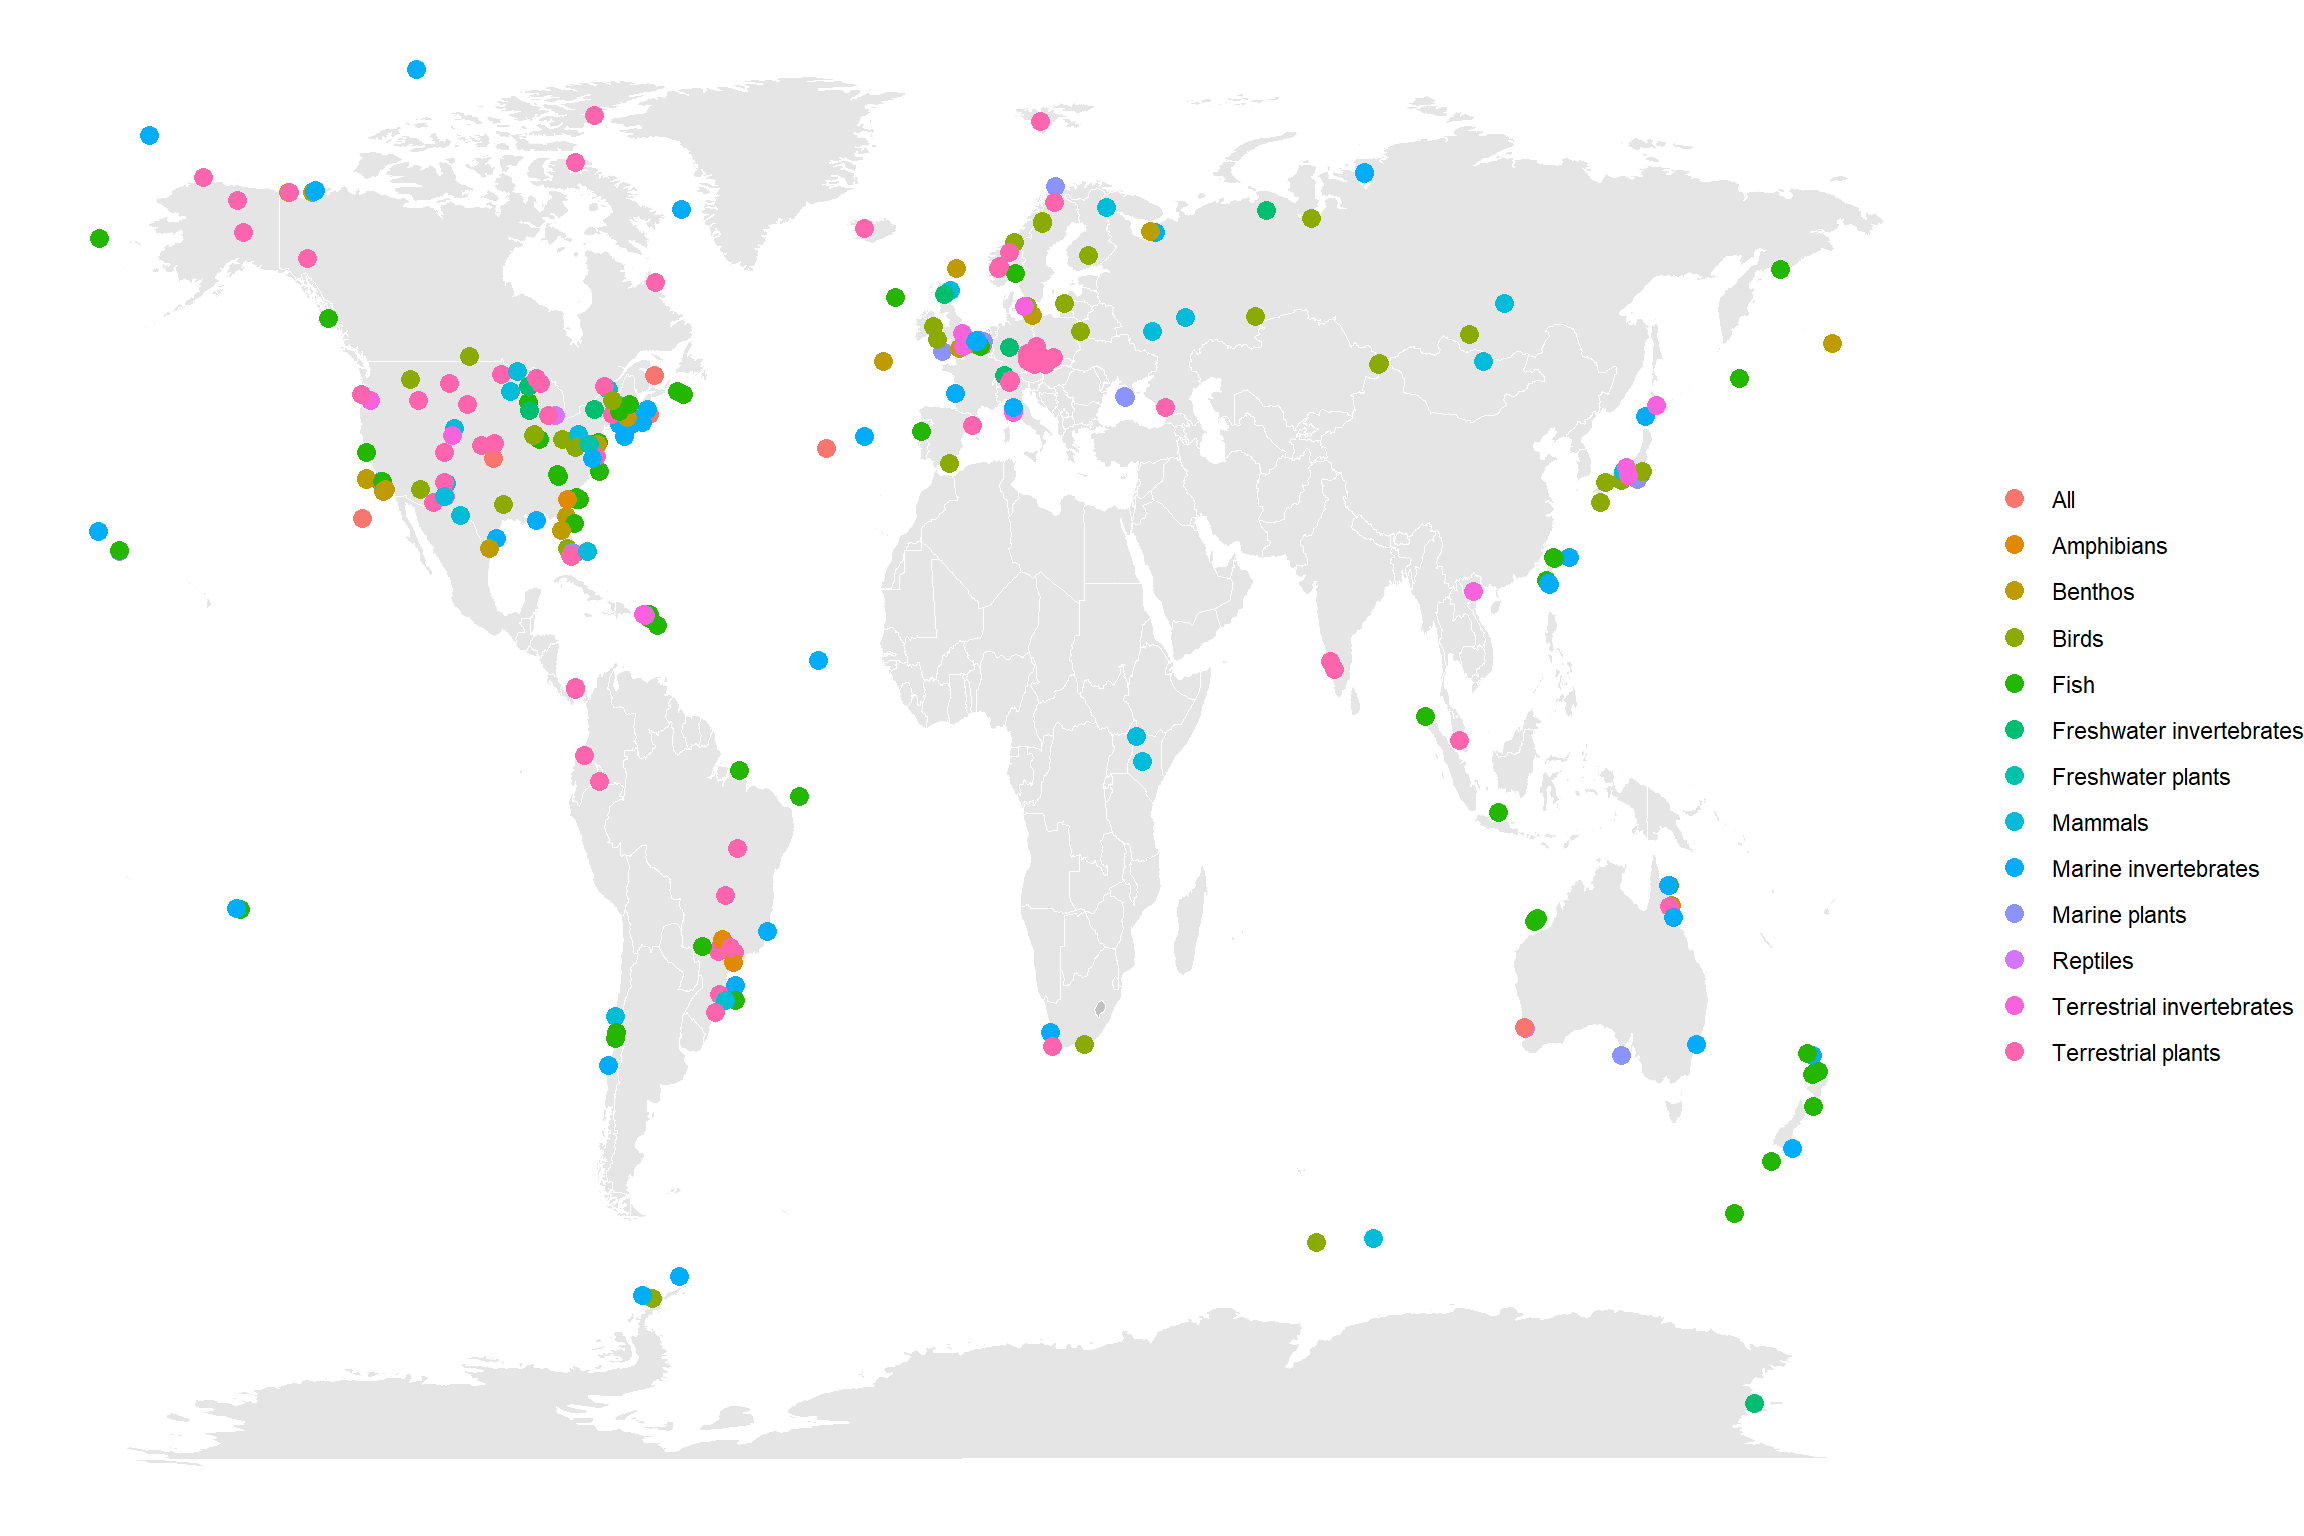 All
Amphibians
Benthos
Birds
Fish
Freshwater invertebrates
Freshwater plants
Mammals
Marine invertebrates
Marine plants
Reptiles
Terrestrial invertebrates
Terrestrial plants